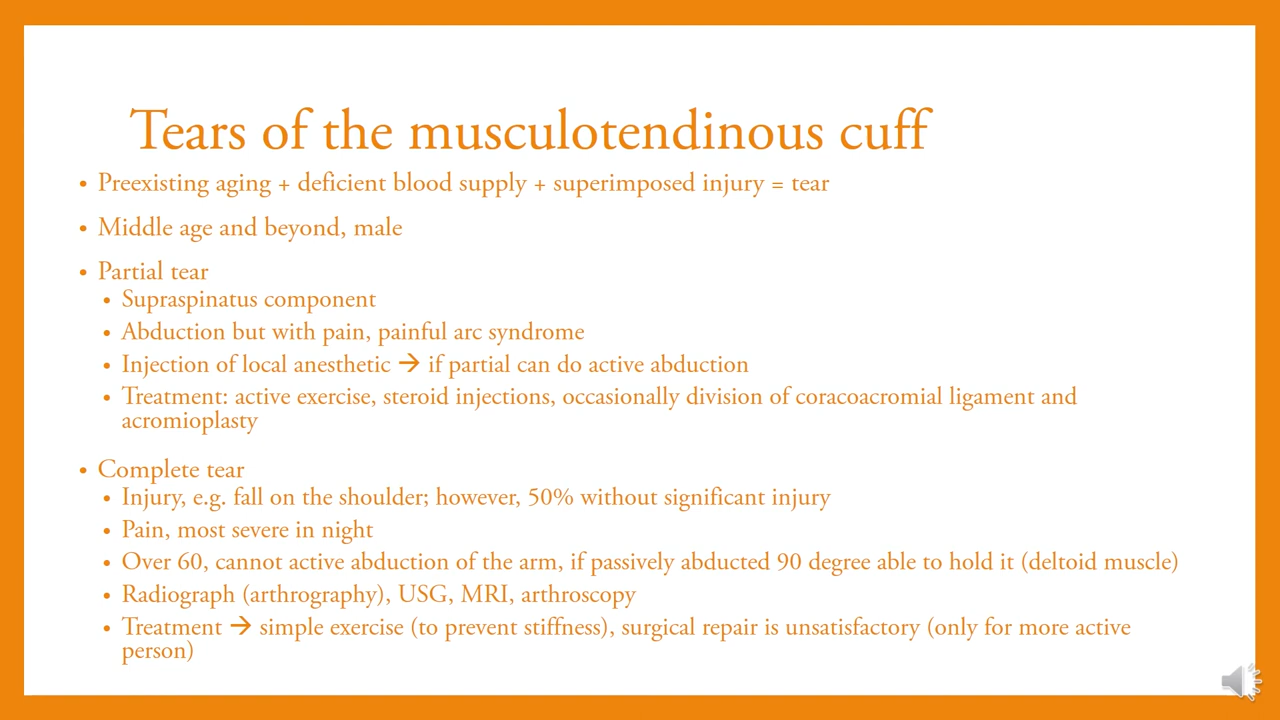 Tears of the musculotendinous cuff
• Preexisting aging + deficient blood supply + superimposed injury = tear
• Middle age and beyond, male
• Partial tear
• Supraspinatus component
• Abduction but with pain, painful arc syndrome
• Injection of local anesthetic → if partial can do active abduction
• Treatment: active exercise, steroid injections, occasionally division of coracoacromial ligament and
acromioplasty
• Complete tear
• Injury, e.g. fall on the shoulder; however, 50% without significant injury
• Pain, most severe in night
• Over 60, cannot active abduction of the arm, if passively abducted 90 degree able to hold it (deltoid muscle)
• Radiograph (arthrography), USG, MRI, arthroscopy
• Treatment → simple exercise (to prevent stiffness), surgical repair is unsatisfactory (only for more active
person)